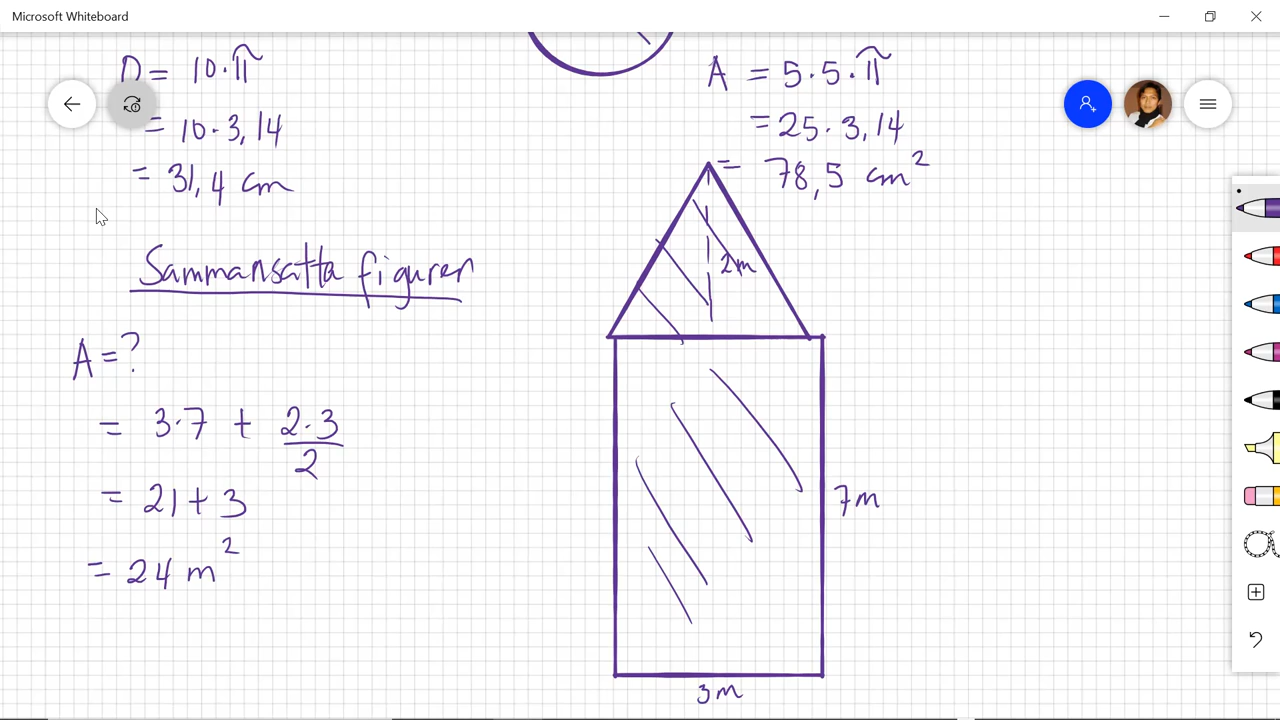 Microsoft Whiteboard
O = 10·π
= 10·3,14
= 31,4 cm
A = 5·5·π
= 25·3,14
= 78,5 cm²
Sammansatta figurer
A = ?
= 3·7 + 2·3/2
= 21 + 3
= 24 m²
2m
7m
3m